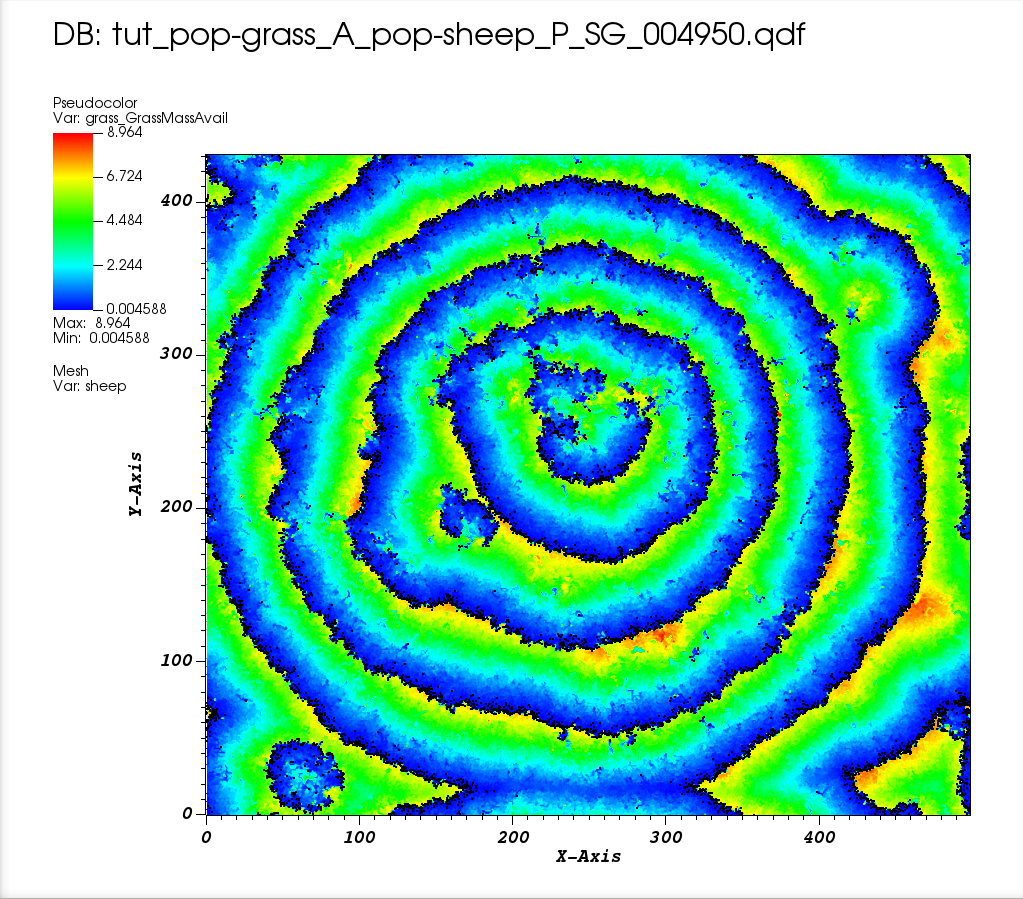 DB: tut_pop-grass_A_pop-sheep_P_SG_004950.qdf
Pseudocolor
Var: grass_GrassMassAvail
8.964
6.724
4.484
2.244
0.004588
Max: 8.964
Min: 0.004588
Mesh
Var: sheep
Y-Axis
400
300
200
100
0
0 100 200 300 400
X-Axis